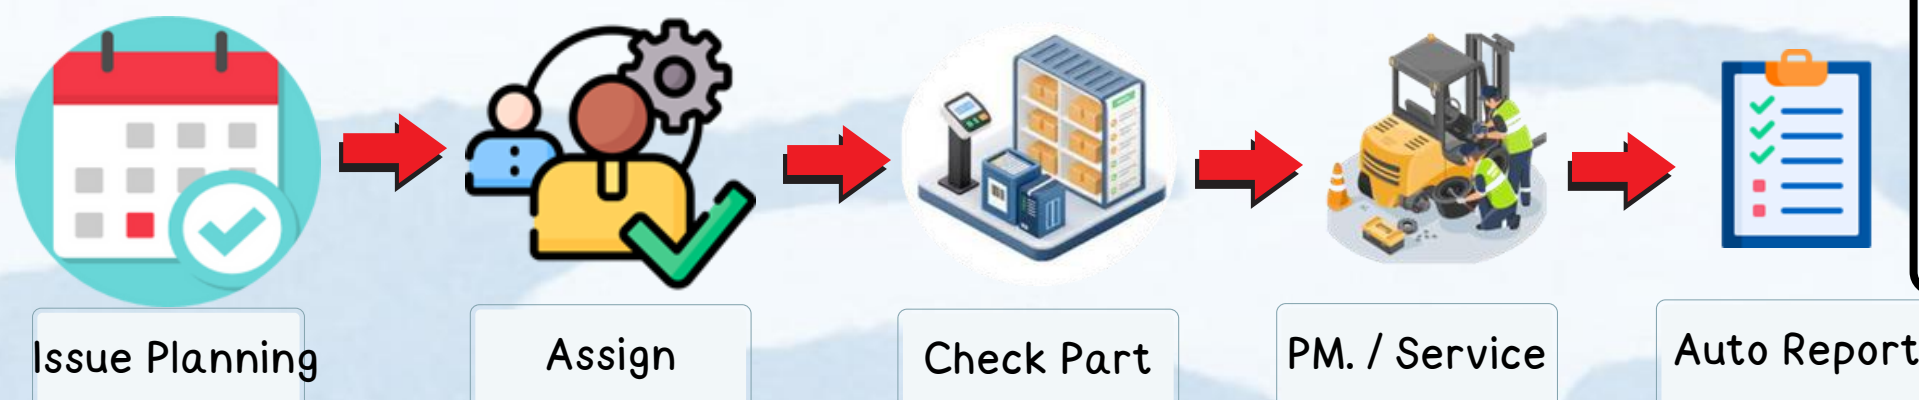 Issue Planning
Assign
Check Part
PM. / Service
Auto Report